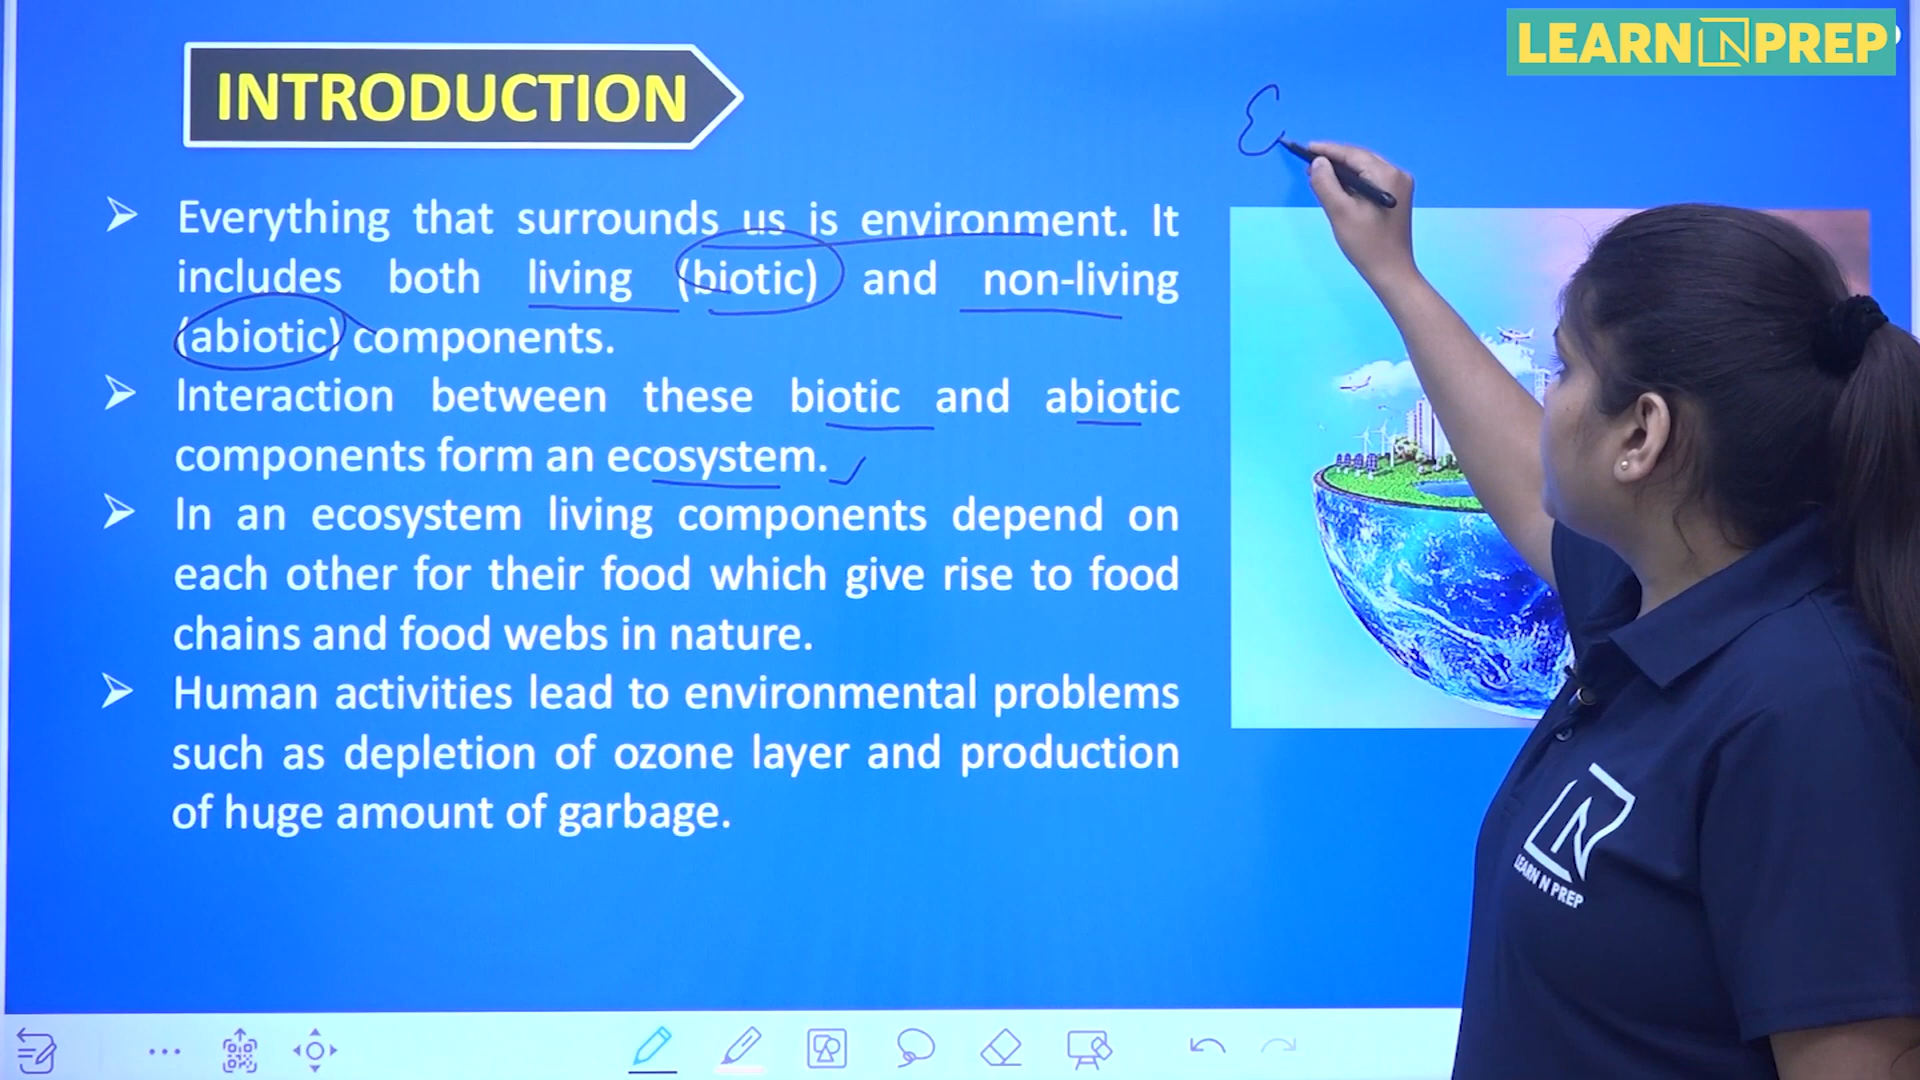 LEARN N PREP
INTRODUCTION
➢ Everything that surrounds us is environment. It
includes both living (biotic) and non-living
(abiotic) components.
➢ Interaction between these biotic and abiotic
components form an ecosystem.
➢ In an ecosystem living components depend on
each other for their food which give rise to food
chains and food webs in nature.
➢ Human activities lead to environmental problems
such as depletion of ozone layer and production
of huge amount of garbage.
E
N
LEARN N PREP